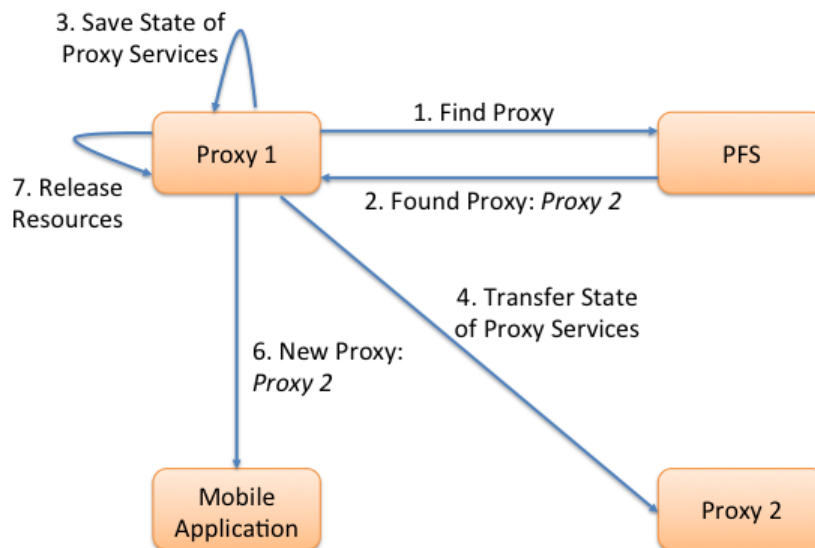 3. Save State of
Proxy Services
1. Find Proxy
Proxy 1
PFS
7. Release
Resources
2. Found Proxy: Proxy 2
4. Transfer State
of Proxy Services
6. New Proxy:
Proxy 2
Mobile
Application
Proxy 2